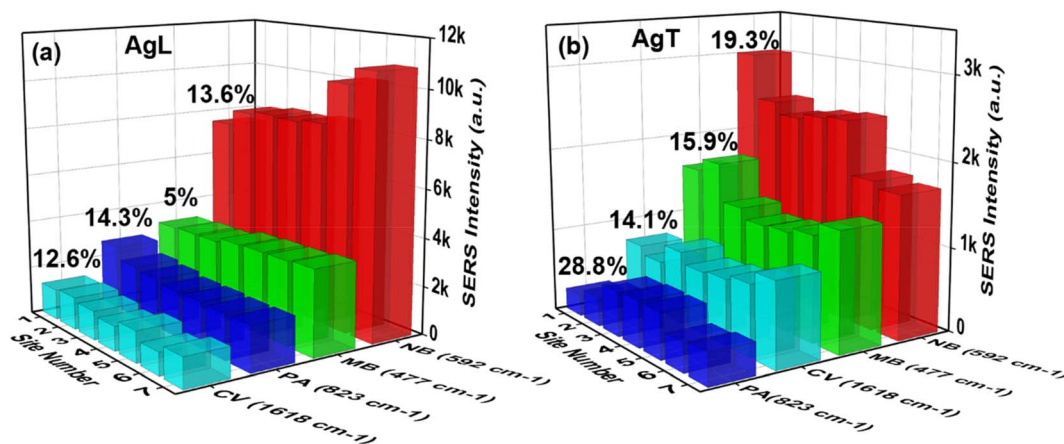 (a)
AgL
13.6%
5%
14.3%
12.6%
12k
10k
8k
6k
4k
2k
0
SERS Intensity (a.u.)
1
2
3
4
5
6
7
Site Number
NB (592 cm-1)
MB (477 cm-1)
PA (823 cm-1)
CV (1618 cm-1)
(b)
AgT
19.3%
15.9%
14.1%
28.8%
3k
2k
1k
0
SERS Intensity (a.u.)
1
2
3
4
5
6
7
Site Number
NB (592 cm-1)
MB (477 cm-1)
CV (1618 cm-1)
PA(823 cm-1)